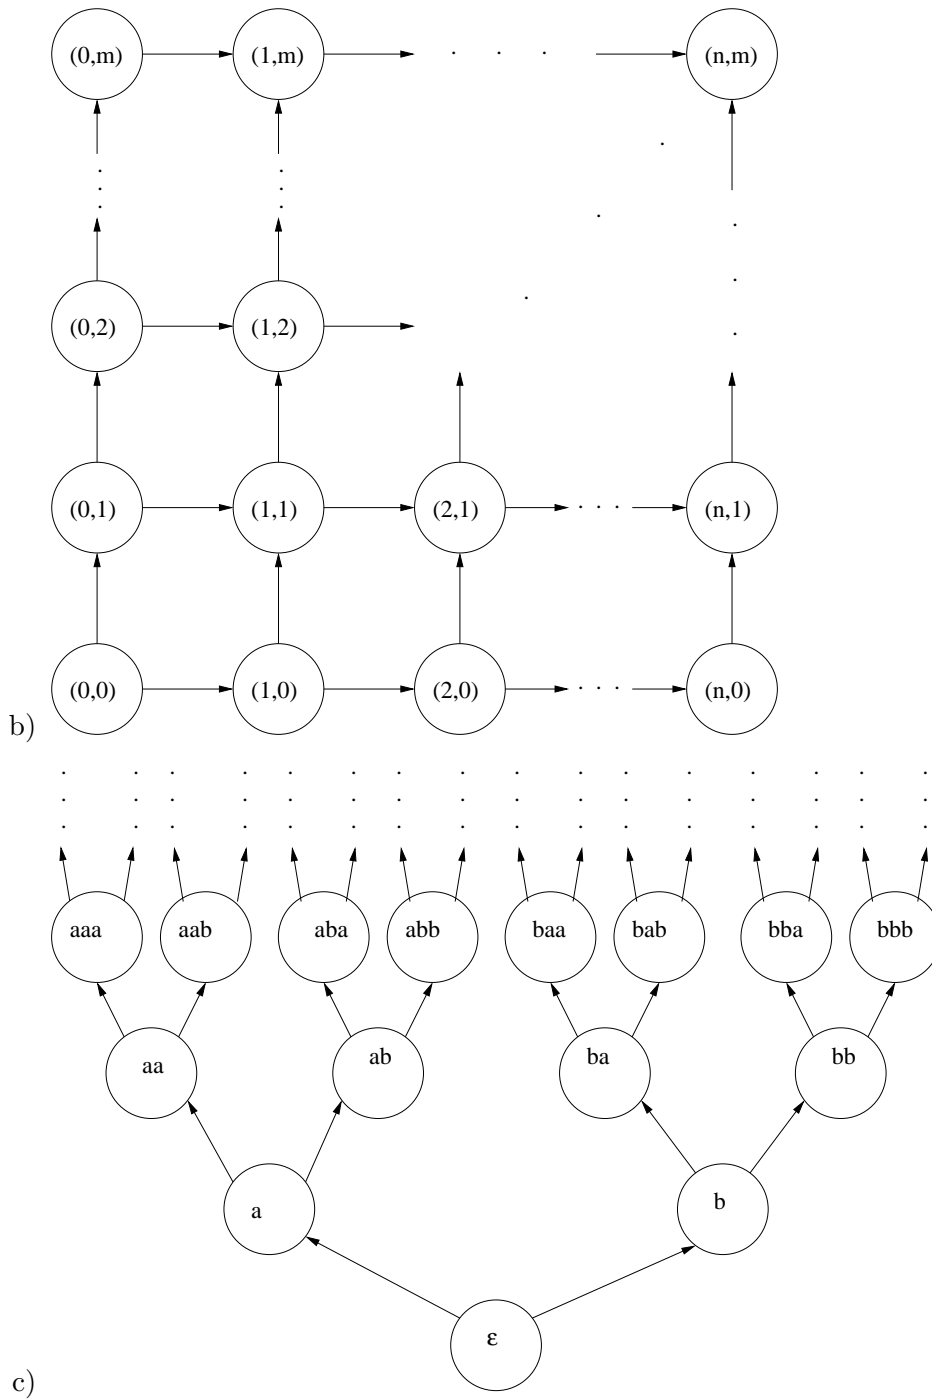 (0,m) (1,m) . . . (n,m)
(0,2) (1,2)
(0,1) (1,1) (2,1) . . . (n,1)
(0,0) (1,0) (2,0) . . . (n,0)
b)
aaa aab aba abb baa bab bba bbb
aa ab ba bb
a b
ε
c)